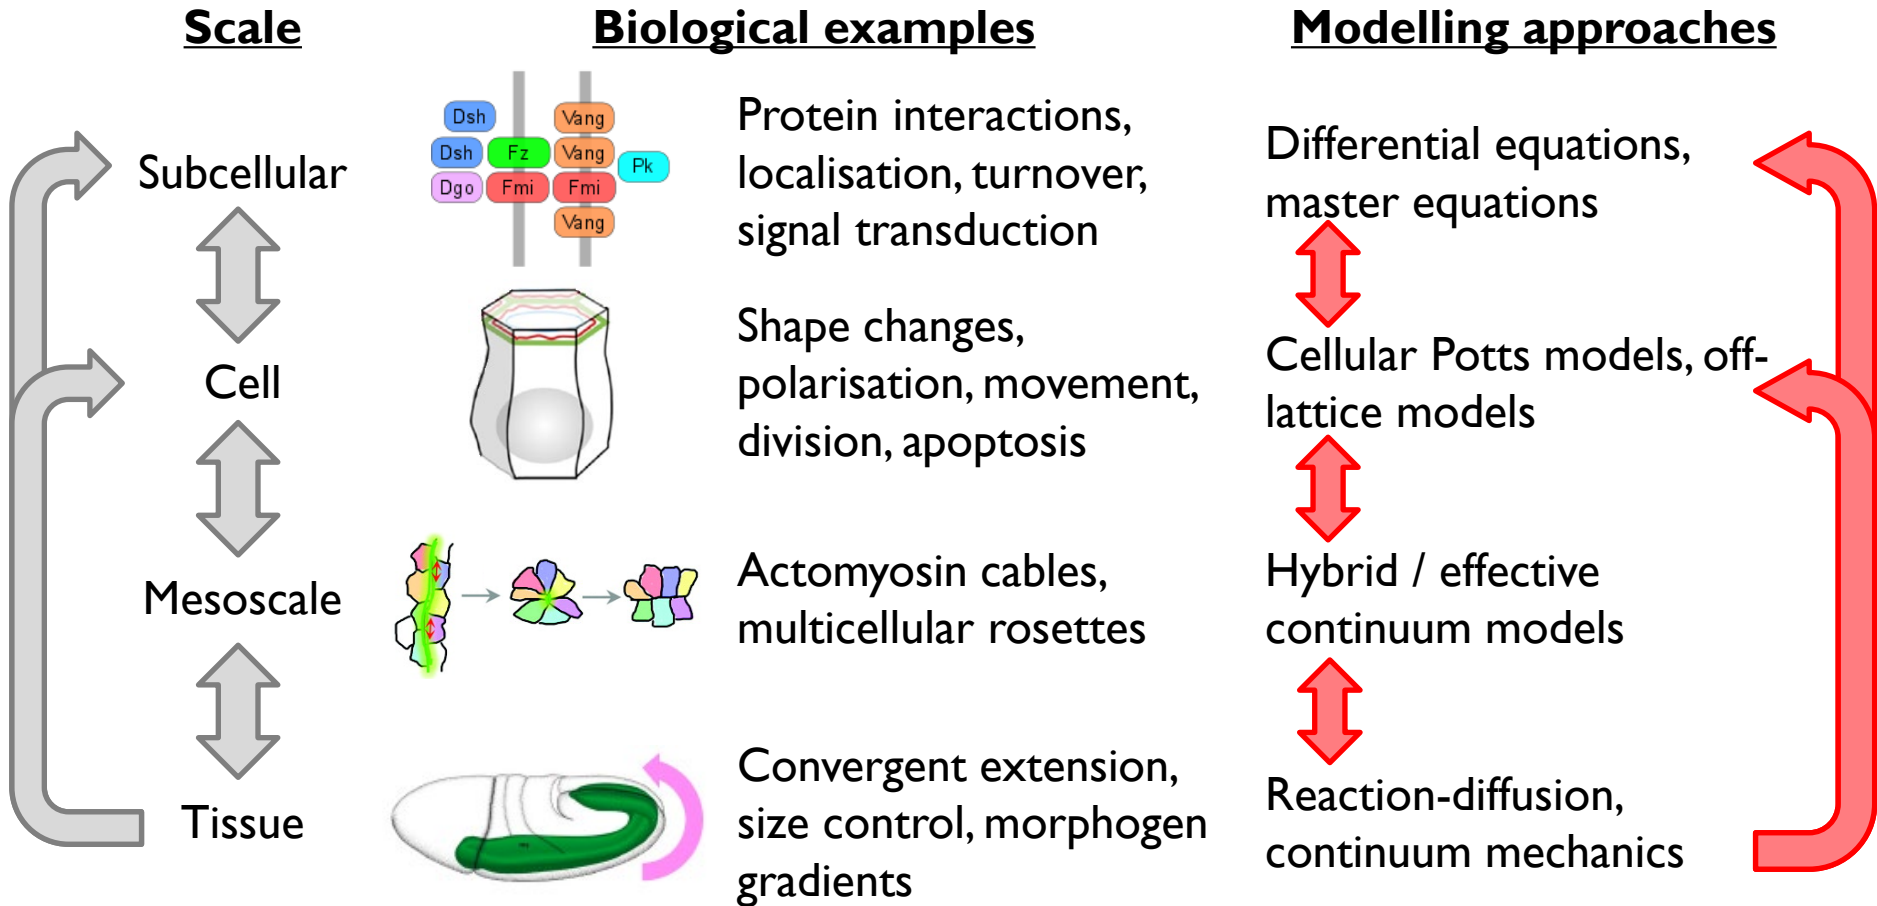 Scale
Biological examples
Modelling approaches
Subcellular
Dsh
Vang
Dsh
Fz
Vang
Pk
Dgo
Fmi
Fmi
Vang
Protein interactions,
localisation, turnover,
signal transduction
Differential equations,
master equations
Cell
Shape changes,
polarisation, movement,
division, apoptosis
Cellular Potts models, off-
lattice models
Mesoscale
Actomyosin cables,
multicellular rosettes
Hybrid / effective
continuum models
Tissue
Convergent extension,
size control, morphogen
gradients
Reaction-diffusion,
continuum mechanics